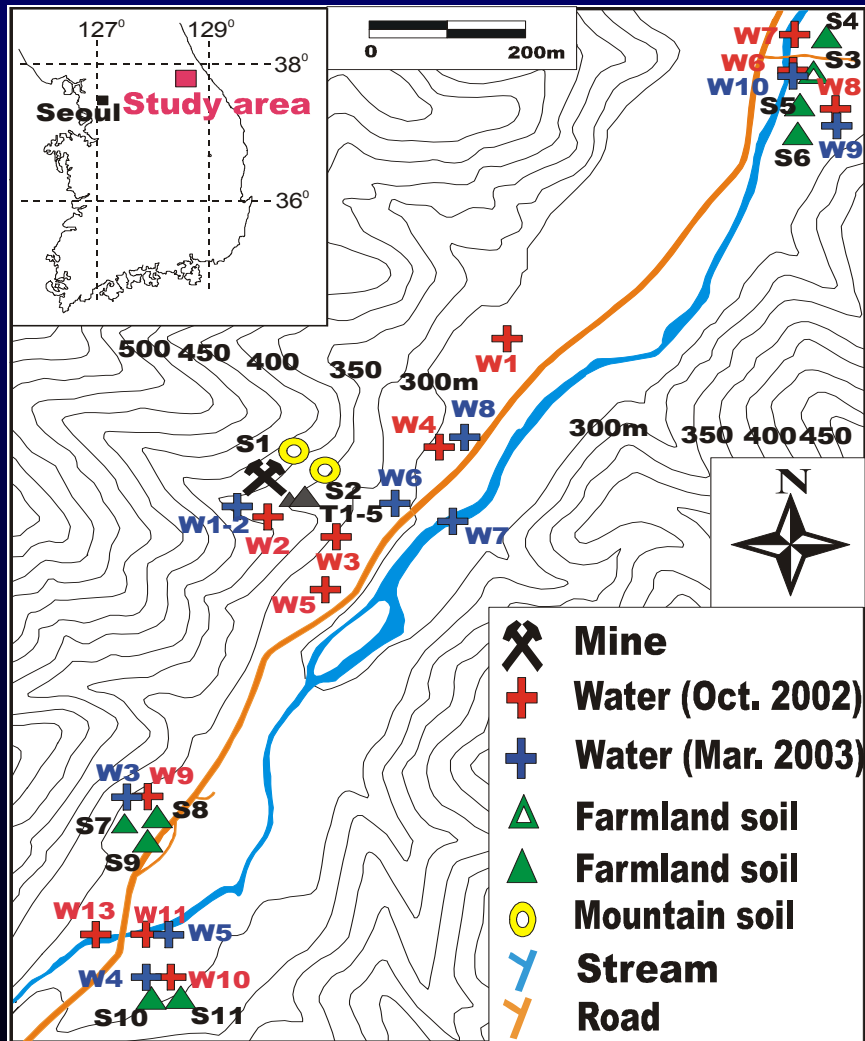 127° 129°
38°
Seoul Study area
36°
0 200m
W7 S4
W6 S3
W10 W8
S5
S6 W9
500 450 400 350 300m
W1
W4 W8
300m 350 400 450
S1
S2 W6
W1-2 T1-5 W7
W2 W3
W5
N
Mine
Water (Oct. 2002)
Water (Mar. 2003)
Farmland soil
Farmland soil
Mountain soil
Stream
Road
W3 W9
S7 S8
S9
W13 W11 W5
W4 W10
S10 S11